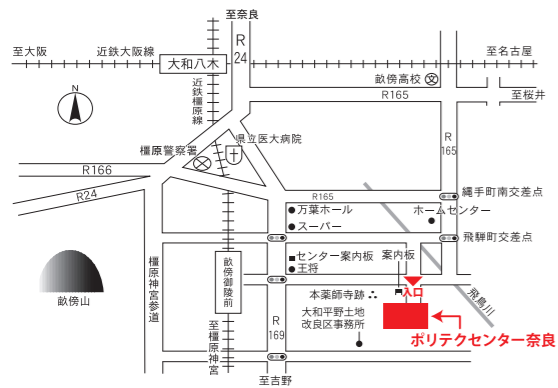 至奈良
R
24
至大阪
近鉄大阪線
大和八木
至名古屋
畝傍高校
文
R165
至桜井
N
近鉄橿原線
県立医大病院
橿原警察署
R
165
R166
R24
R165
縄手町南交差点
万葉ホール
ホームセンター
スーパー
飛騨町交差点
センター案内板
案内板
王将
畝傍御陵前
橿原神宮参道
入口
飛鳥川
本薬師寺跡
畝傍山
大和平野土地
改良区事務所
R
169
至橿原神宮
ポリテクセンター奈良
至吉野